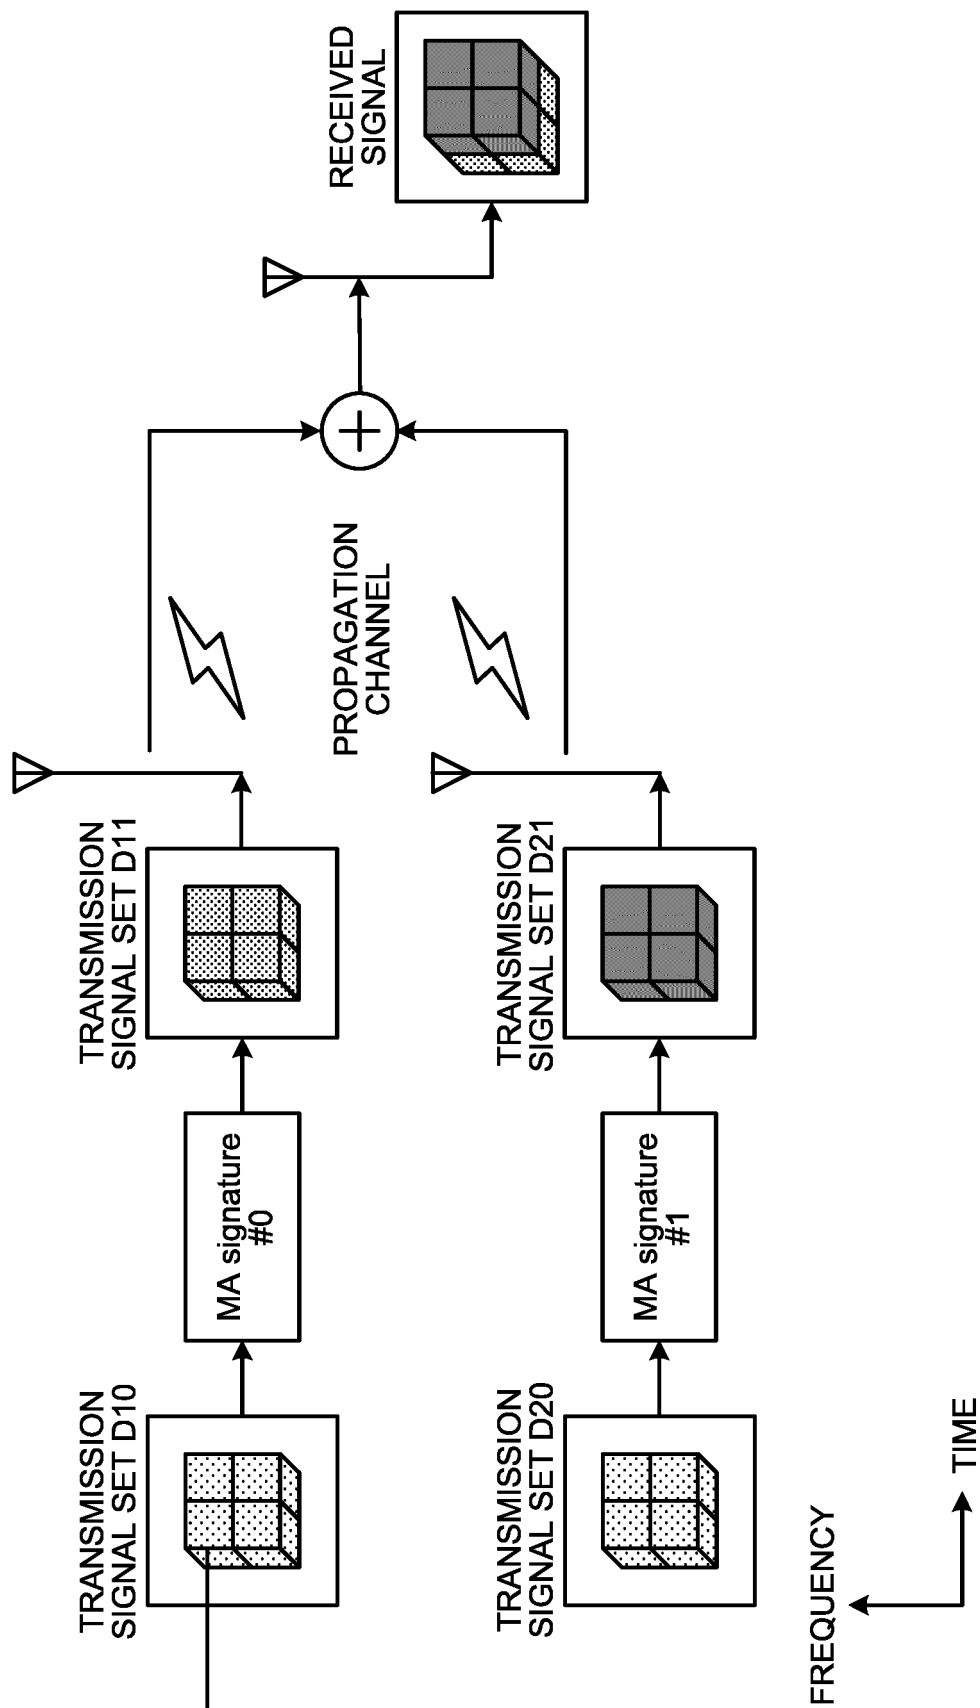 TRANSMISSION
SIGNAL SET D10
MA signature
#0
TRANSMISSION
SIGNAL SET D11
PROPAGATION
CHANNEL
RECEIVED
SIGNAL
TRANSMISSION
SIGNAL SET D20
MA signature
#1
TRANSMISSION
SIGNAL SET D21
FREQUENCY
TIME